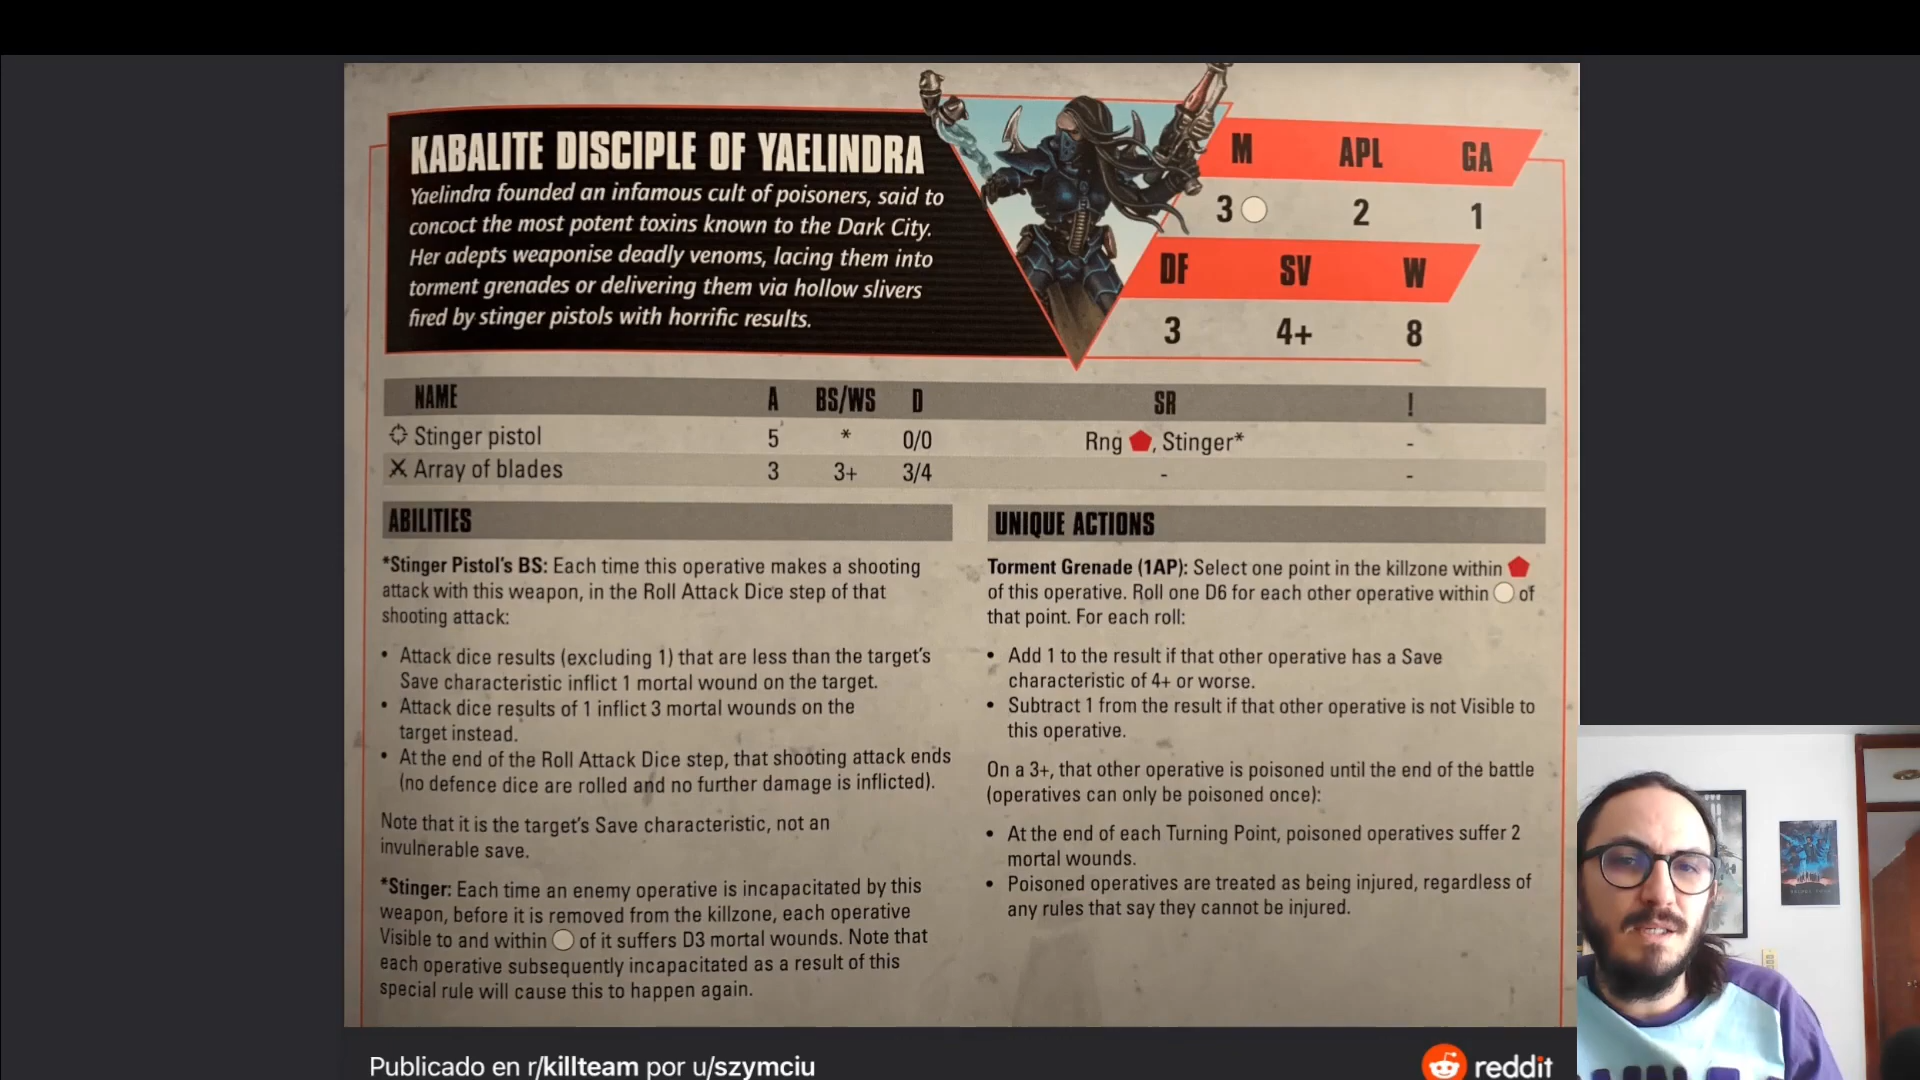 KABALITE DISCIPLE OF YAELINDRA
Yaelindra founded an infamous cult of poisoners, said to
concoct the most potent toxins known to the Dark City.
Her adepts weaponise deadly venoms, lacing them into
torment grenades or delivering them via hollow slivers
fired by stinger pistols with horrific results.
M APL GA
3 2 1
DF SV W
3 4+ 8
NAME A BS/WS D SR !
Stinger pistol 5 * 0/0 Rng , Stinger* -
Array of blades 3 3+ 3/4 - -
ABILITIES
*Stinger Pistol's BS: Each time this operative makes a shooting
attack with this weapon, in the Roll Attack Dice step of that
shooting attack:
• Attack dice results (excluding 1) that are less than the target's
Save characteristic inflict 1 mortal wound on the target.
• Attack dice results of 1 inflict 3 mortal wounds on the
target instead.
• At the end of the Roll Attack Dice step, that shooting attack ends
(no defence dice are rolled and no further damage is inflicted).
Note that it is the target's Save characteristic, not an
invulnerable save.
*Stinger: Each time an enemy operative is incapacitated by this
weapon, before it is removed from the killzone, each operative
Visible to and within of it suffers D3 mortal wounds. Note that
each operative subsequently incapacitated as a result of this
special rule will cause this to happen again.
UNIQUE ACTIONS
Torment Grenade (1AP): Select one point in the killzone within
of this operative. Roll one D6 for each other operative within of
that point. For each roll:
• Add 1 to the result if that other operative has a Save
characteristic of 4+ or worse.
• Subtract 1 from the result if that other operative is not Visible to
this operative.
On a 3+, that other operative is poisoned until the end of the battle
(operatives can only be poisoned once):
• At the end of each Turning Point, poisoned operatives suffer 2
mortal wounds.
• Poisoned operatives are treated as being injured, regardless of
any rules that say they cannot be injured.
Publicado en r/killteam por u/szymciu
reddit